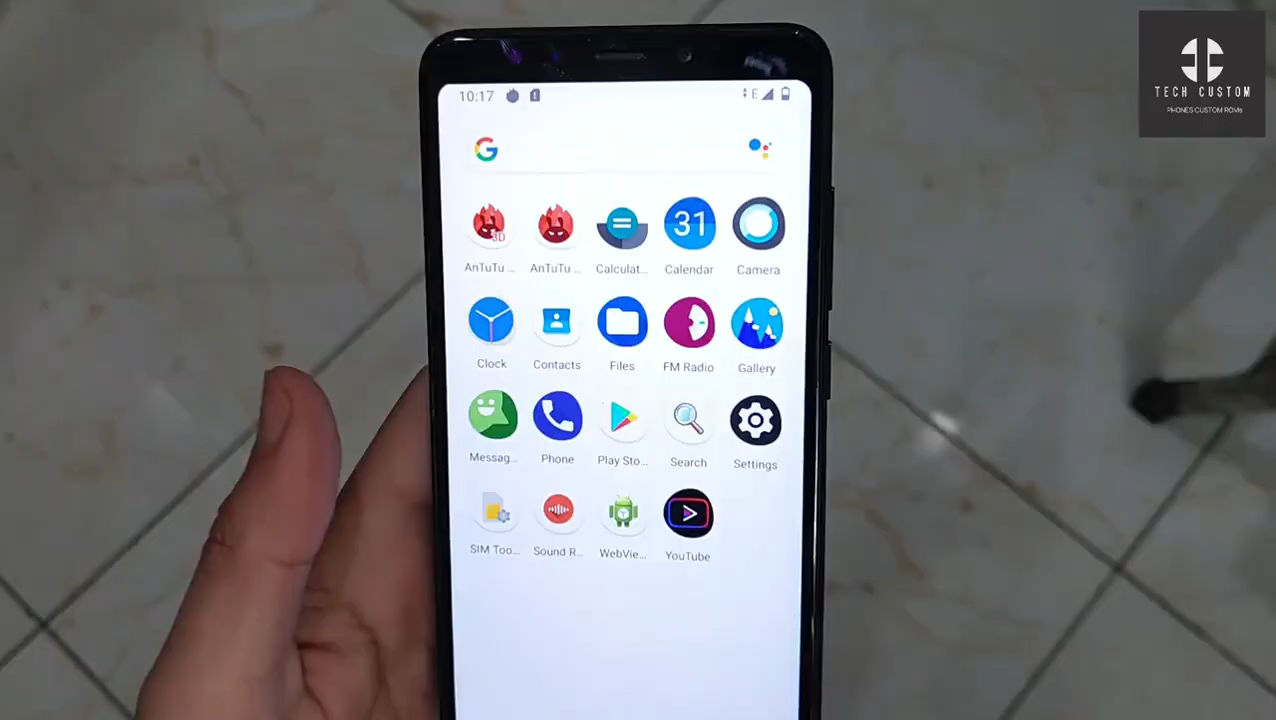 10:17 E
TECH CUSTOM
PHONES CUSTOM ROMs
31
3D
AnTuTu ... AnTuTu ... Calculat... Calendar Camera
Clock Contacts Files FM Radio Gallery
Messag... Phone Play Sto... Search Settings
SIM Too... Sound R... WebVie... YouTube